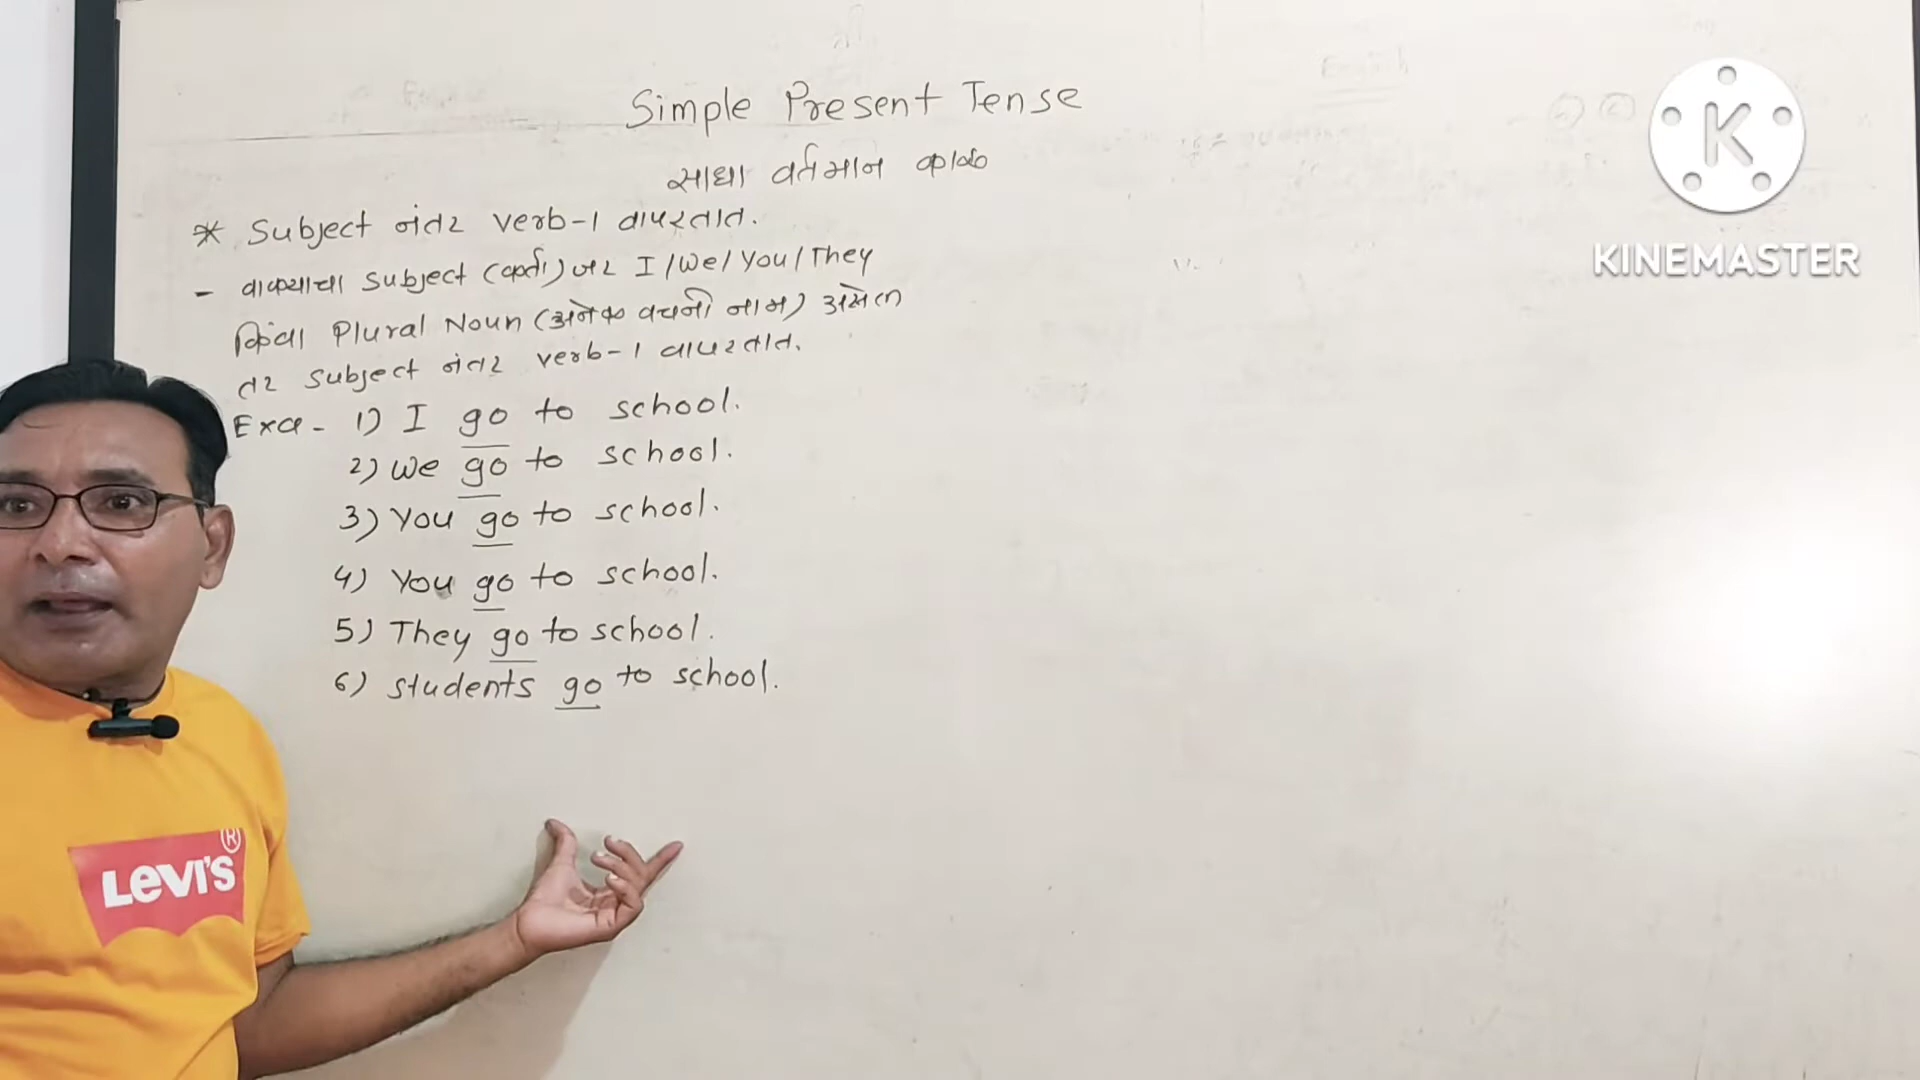 Simple Present Tense
साधा वर्तमान काळ
* Subject नंतर verb-1 वापरतात.
- वाक्याचा subject (कर्ता) जर I/We/You/They
किंवा Plural Noun (अनेक वचनी नाम) असेल
तर subject नंतर verb-1 वापरतात.
Exa- 1) I go to school.
2) We go to school.
3) You go to school.
4) You go to school.
5) They go to school.
6) students go to school.
K
KINEMASTER
LEVI'S ®